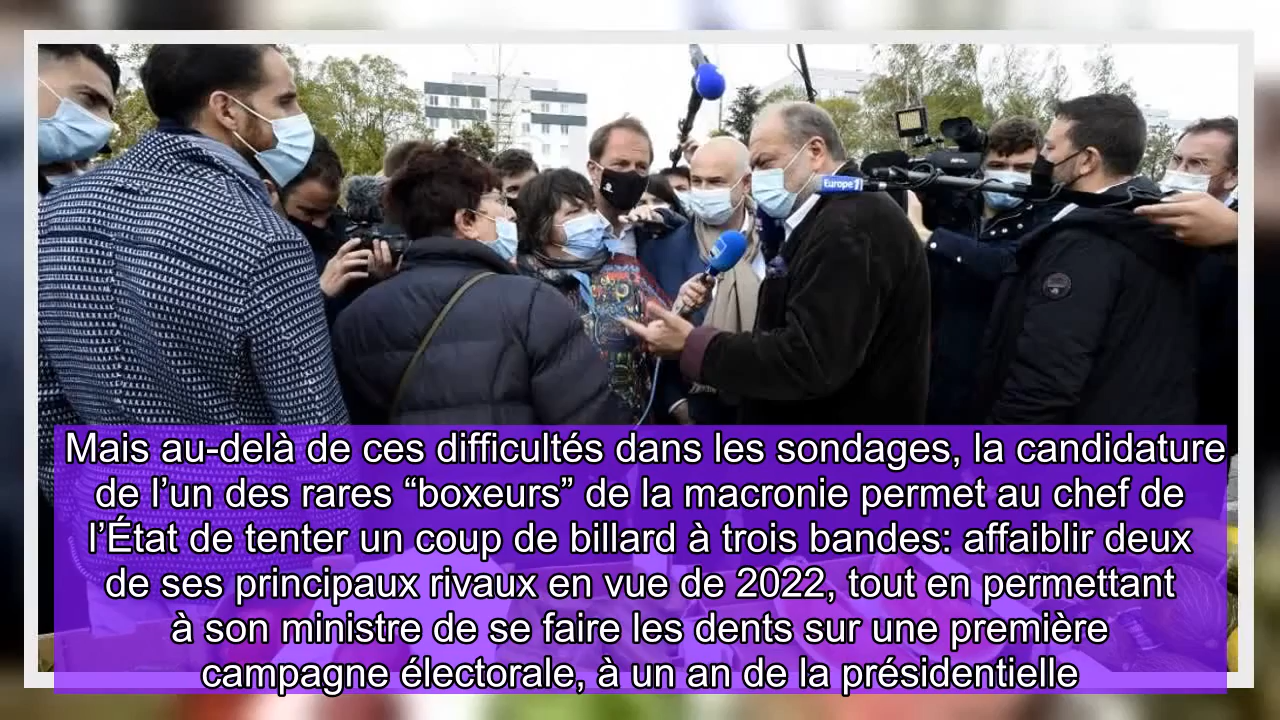 Europe 1
Mais au-delà de ces difficultés dans les sondages, la candidature
de l’un des rares “boxeurs” de la macronie permet au chef de
l’État de tenter un coup de billard à trois bandes: affaiblir deux
de ses principaux rivaux en vue de 2022, tout en permettant
à son ministre de se faire les dents sur une première
campagne électorale, à un an de la présidentielle